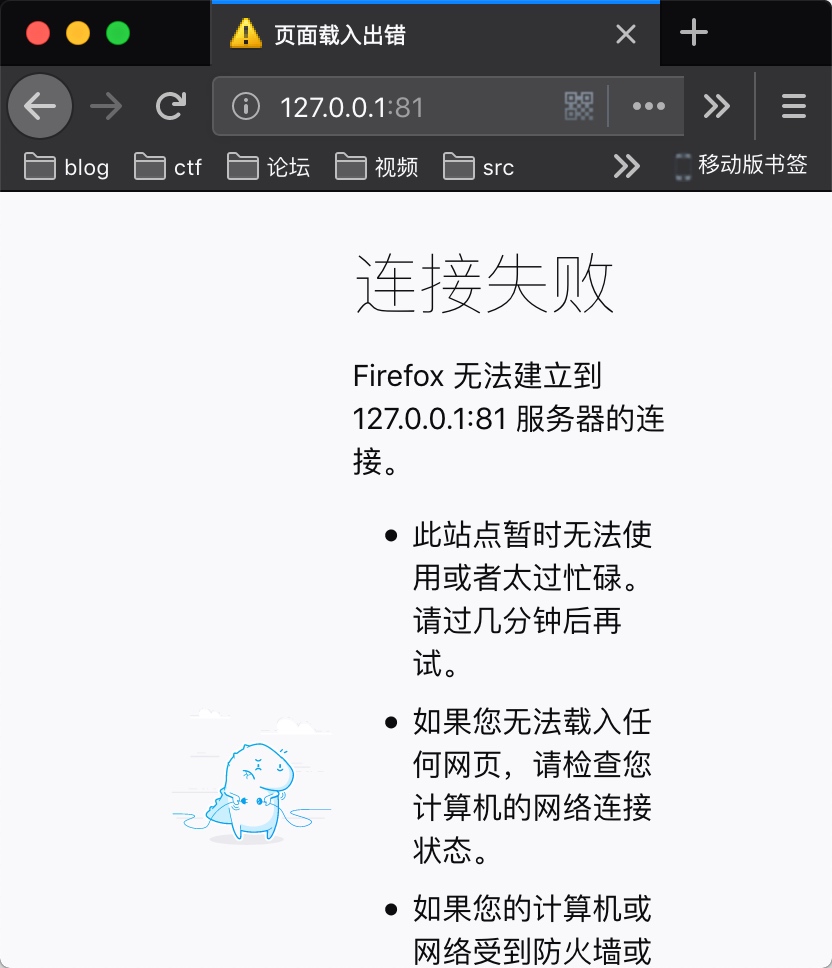 页面载入出错
127.0.0.1:81
blog
ctf
论坛
视频
src
移动版书签
连接失败
Firefox 无法建立到
127.0.0.1:81 服务器的连
接。
此站点暂时无法使
用或者太过忙碌。
请过几分钟后再
试。
如果您无法载入任
何网页，请检查您
计算机的网络连接
状态。
如果您的计算机或
网络受到防火墙或